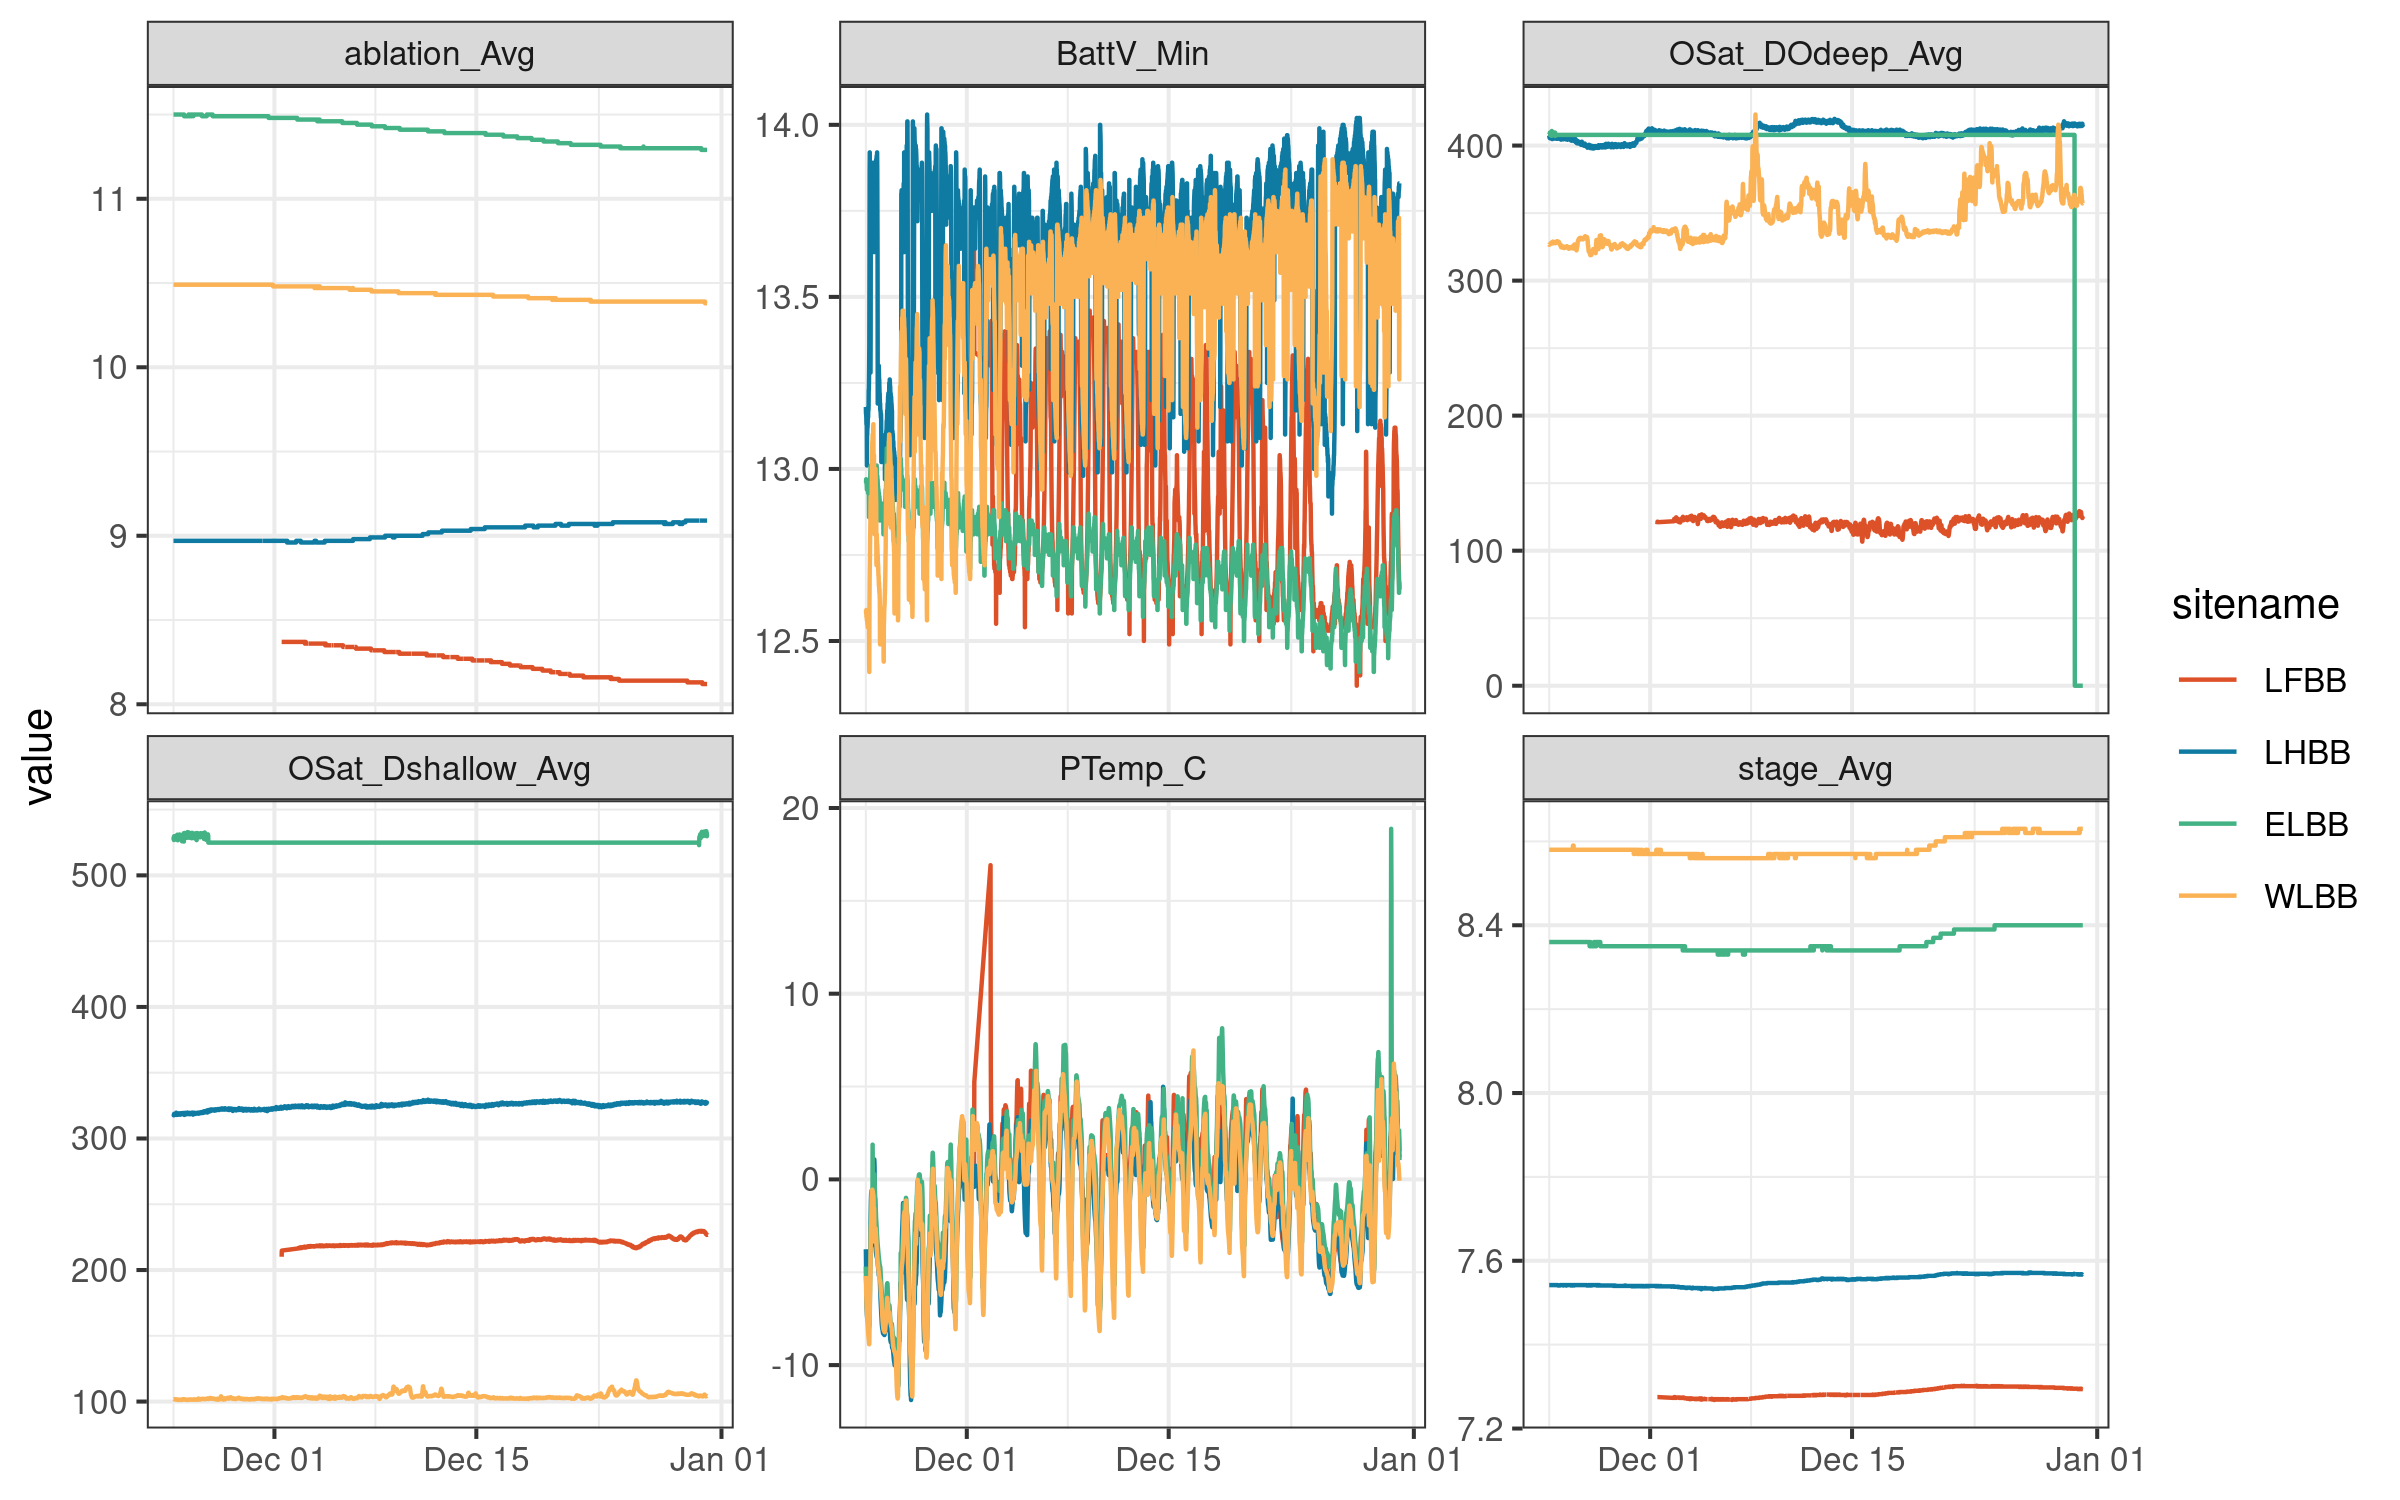 ablation_Avg
BattV_Min
OSat_DOdeep_Avg
11
10
9
8
14.0
13.5
13.0
12.5
400
300
200
100
0
value
OSat_Dshallow_Avg
PTemp_C
stage_Avg
500
400
300
200
100
20
10
0
-10
8.4
8.0
7.6
7.2
Dec 01 Dec 15 Jan 01
Dec 01 Dec 15 Jan 01
Dec 01 Dec 15 Jan 01
sitename
LFBB
LHBB
ELBB
WLBB